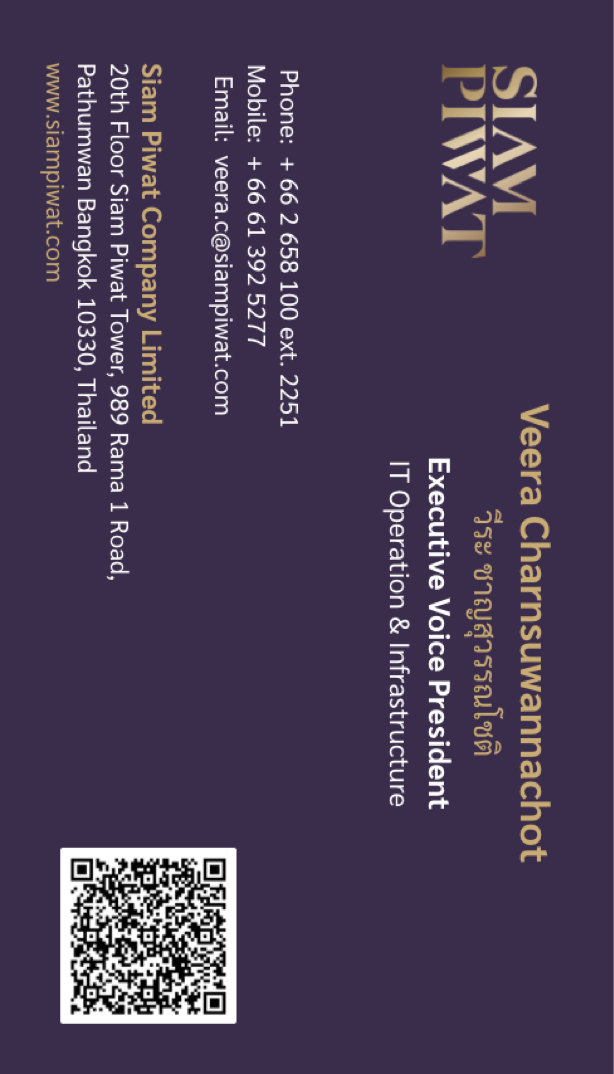 SIAM
PIWAT
Veera Charnsuwannachot
วีระ ชาญสุวรรณโชติ
Executive Voice President
IT Operation & Infrastructure
Phone: + 66 2 658 100 ext. 2251
Mobile: + 66 61 392 5277
Email: veera.c@siampiwat.com
Siam Piwat Company Limited
20th Floor Siam Piwat Tower, 989 Rama 1 Road,
Pathumwan Bangkok 10330, Thailand
www.siampiwat.com